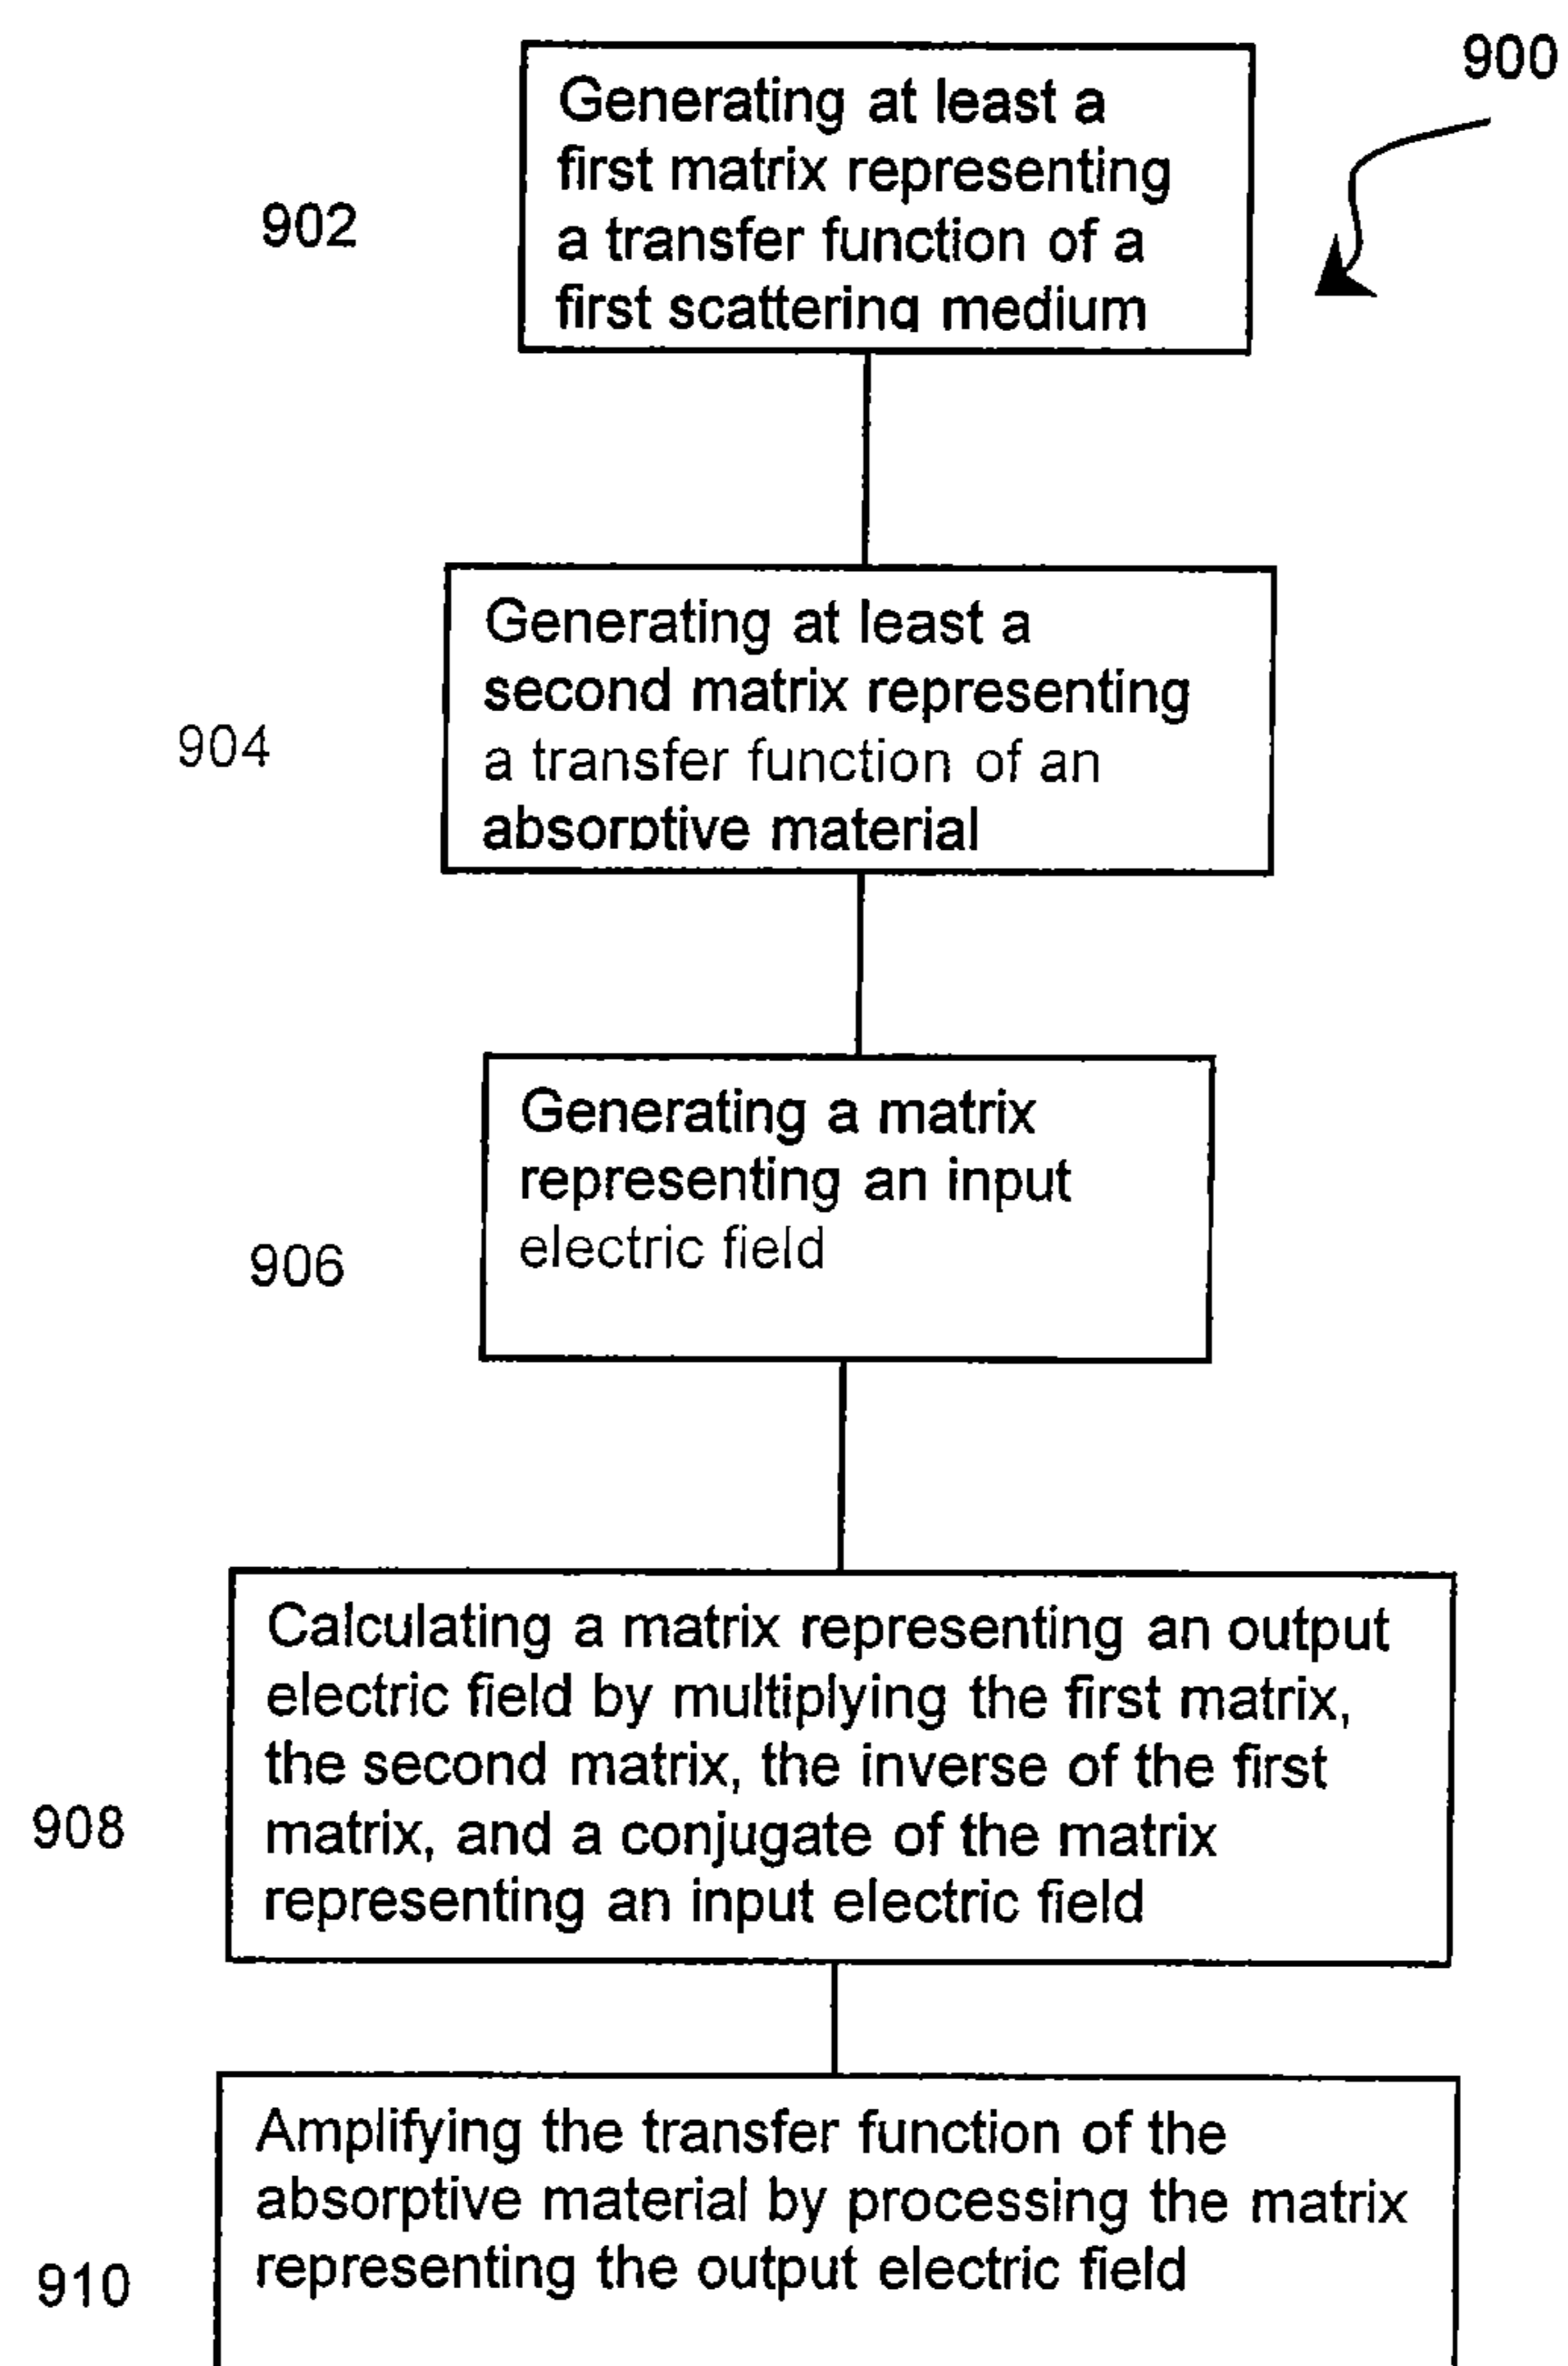 900
902
Generating at least a
first matrix representing
a transfer function of a
first scattering medium
904
Generating at least a
second matrix representing
a transfer function of an
absorptive material
906
Generating a matrix
representing an input
electric field
908
Calculating a matrix representing an output
electric field by multiplying the first matrix,
the second matrix, the inverse of the first
matrix, and a conjugate of the matrix
representing an input electric field
910
Amplifying the transfer function of the
absorptive material by processing the matrix
representing the output electric field